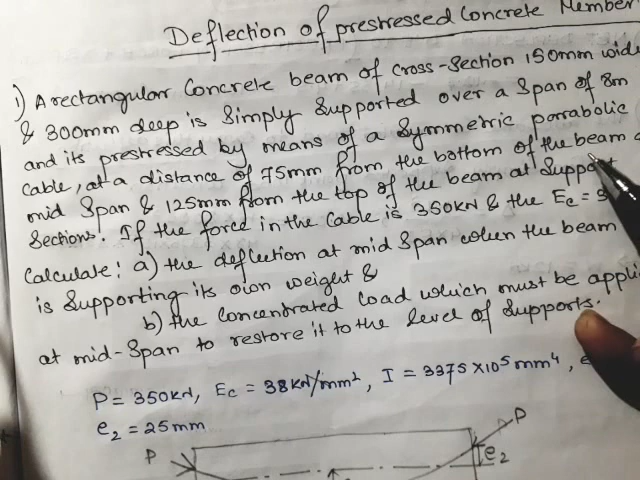 Deflection of prestressed Concrete Member
1) A rectangular Concrete beam of cross-Section 150mm wide
& 300mm deep is Simply Supported over a Span of 8m
and its prestressed by means of a Symmetric parrabolic
Cable, at a distance of 75mm from the bottom of the beam
mid Span & 125mm from the top of the beam at Support
Sections. If the force in the Cable is 350KN & the Ec = 3
Calculate: a) the deflection at mid Span when the beam
is Supporting its own weight &
b) the Concentrated Load which must be appli
at mid-Span to restore it to the level of Supports.
P = 350KN, Ec = 38KN/mm², I = 3375 x 10⁵ mm⁴, e
e₂ = 25mm
P
P
e₂